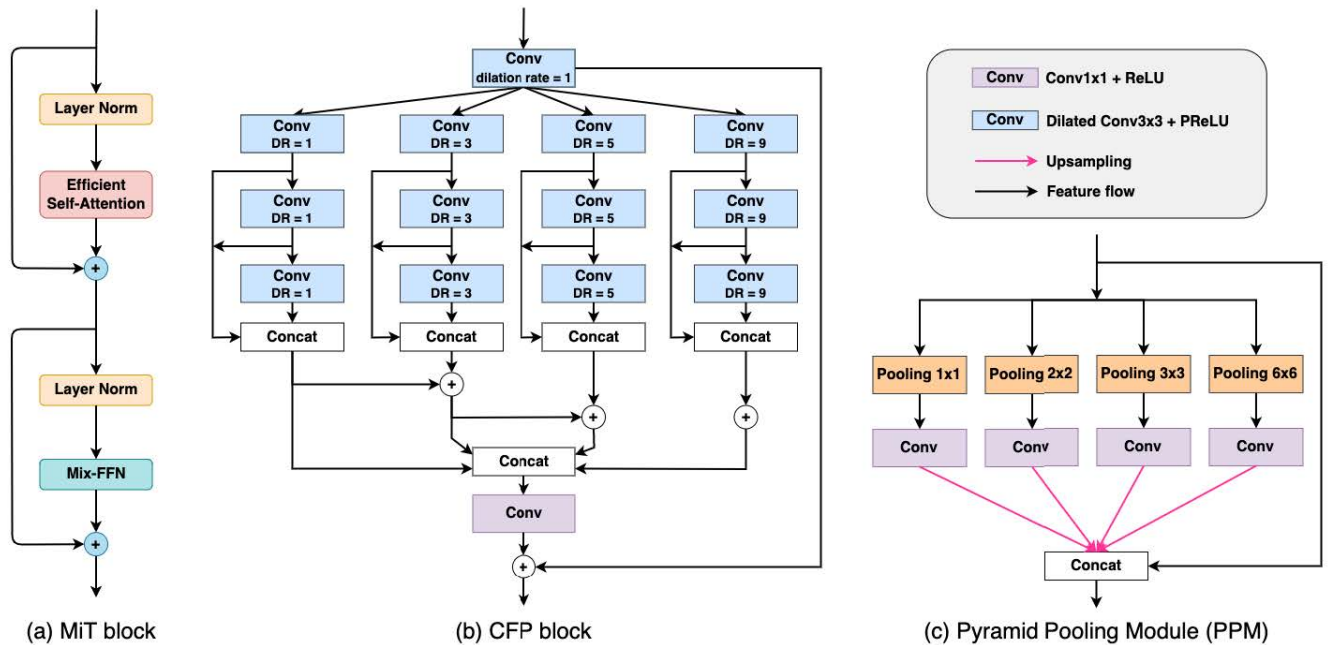 Layer Norm
Efficient
Self-Attention
+
Layer Norm
Mix-FFN
+
(a) MiT block
Conv
dilation rate = 1
Conv
DR = 1
Conv
DR = 3
Conv
DR = 5
Conv
DR = 9
Conv
DR = 1
Conv
DR = 3
Conv
DR = 5
Conv
DR = 9
Conv
DR = 1
Conv
DR = 3
Conv
DR = 5
Conv
DR = 9
Concat
Concat
Concat
Concat
+
+
+
Concat
Conv
+
(b) CFP block
Conv
Conv1x1 + ReLU
Conv
Dilated Conv3x3 + PReLU
Upsampling
Feature flow
Pooling 1x1
Pooling 2x2
Pooling 3x3
Pooling 6x6
Conv
Conv
Conv
Conv
Concat
(c) Pyramid Pooling Module (PPM)